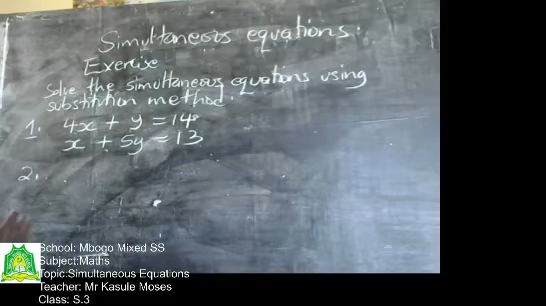 Simultaneous equations.
Exercise
Solve the simultaneous equations using
substitution method.
1. 4x + y = 14
x + 5y = 13
2.
School: Mbogo Mixed SS
Subject:Maths
Topic:Simultaneous Equations
Teacher: Mr Kasule Moses
Class: S.3